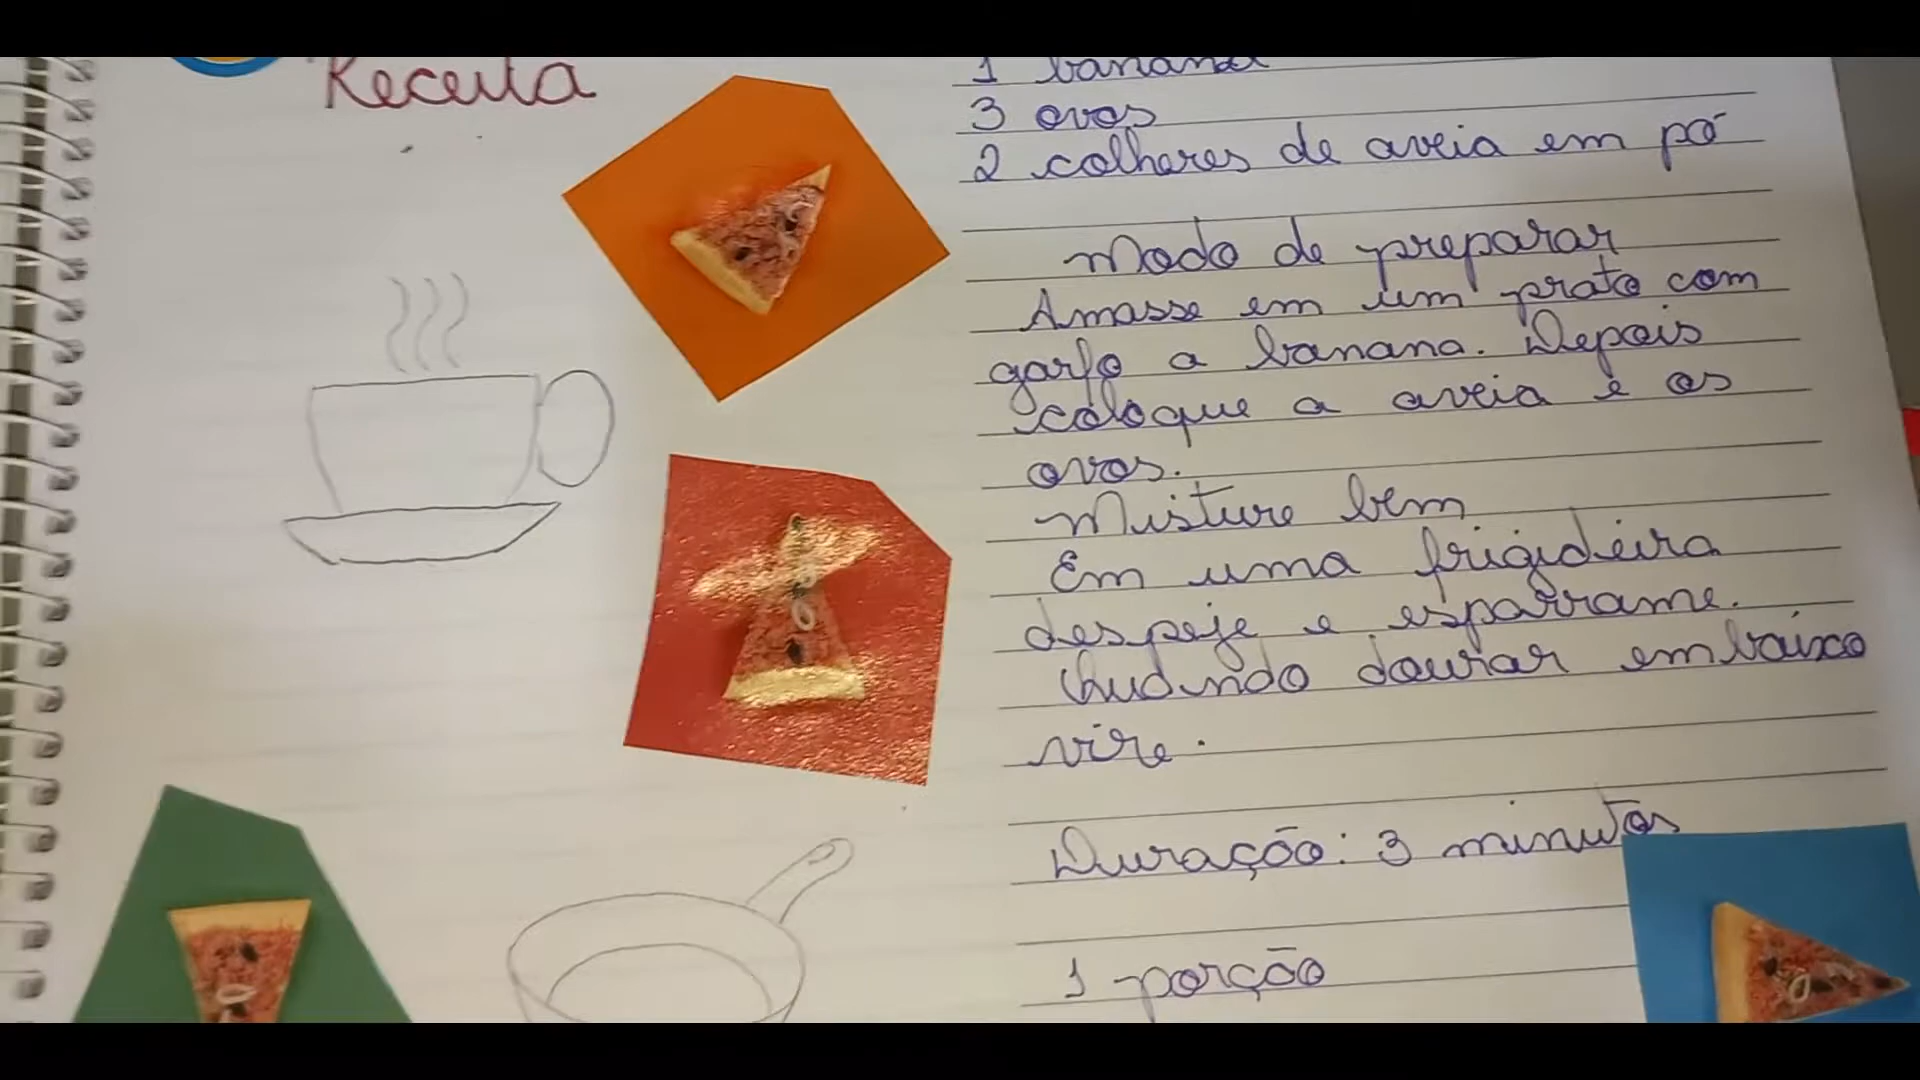 Receita
1 banana
3 ovos
2 colheres de aveia em pó
Modo de preparar
Amasse em um prato com
garfo a banana. Depois
coloque a aveia e os
ovos.
Misture bem
Em uma frigideira
despeje e esparrame.
dourar embaixo
vire.
Duração: 3 minutos
1 porção